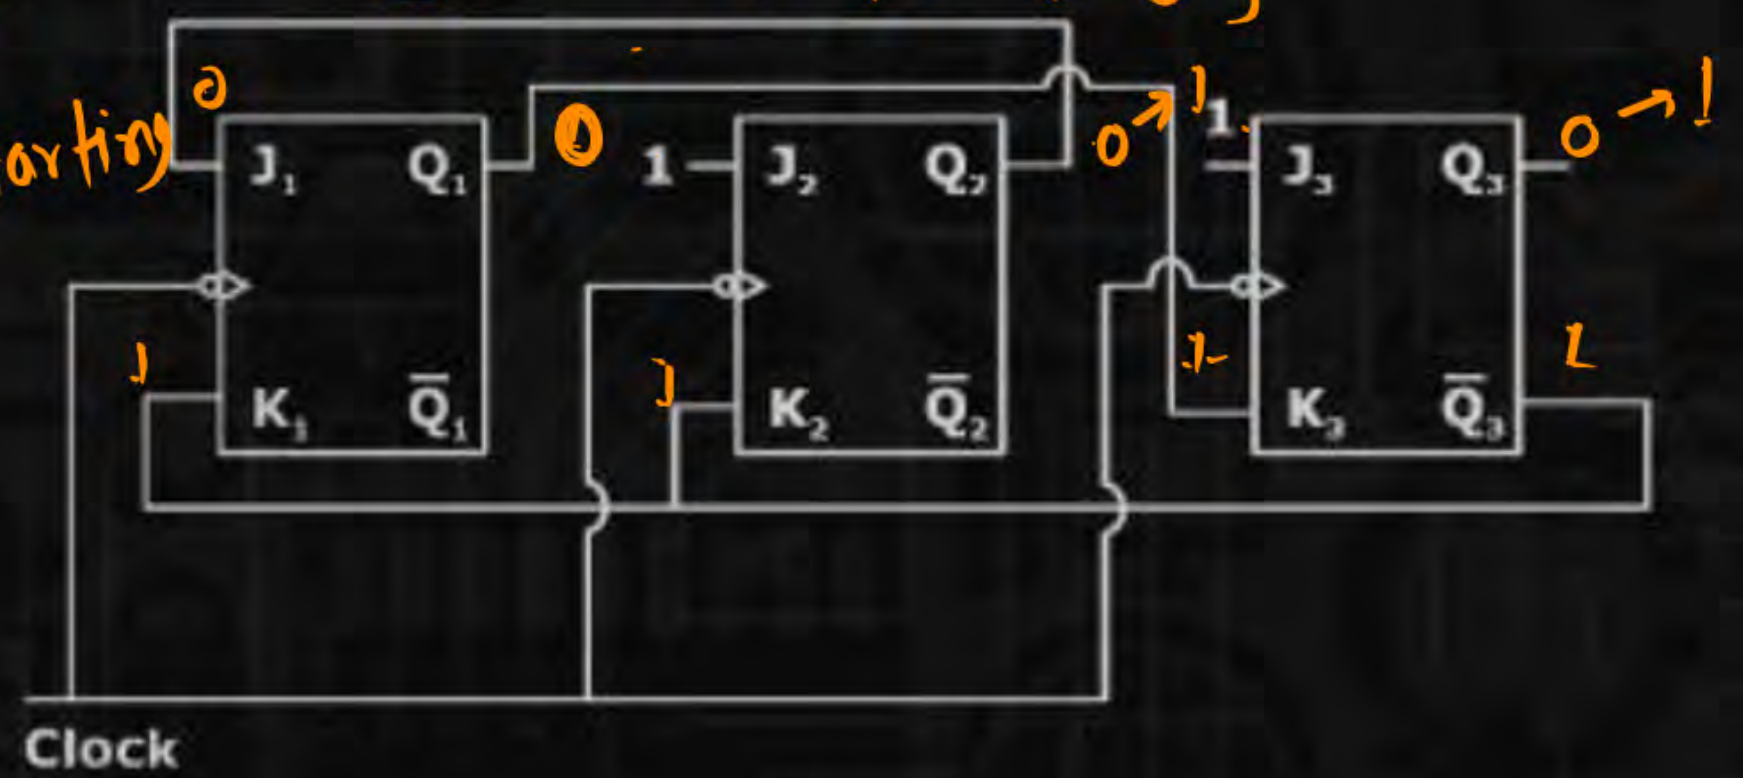 0
arting
J₁ Q₁ 0 1 J₂ Q₂ 0 → 1 1 J₃ Q₃ 0 → 1
1 1 1
K₁ Q̅₁ K₂ Q̅₂ K₃ Q̅₃
Clock